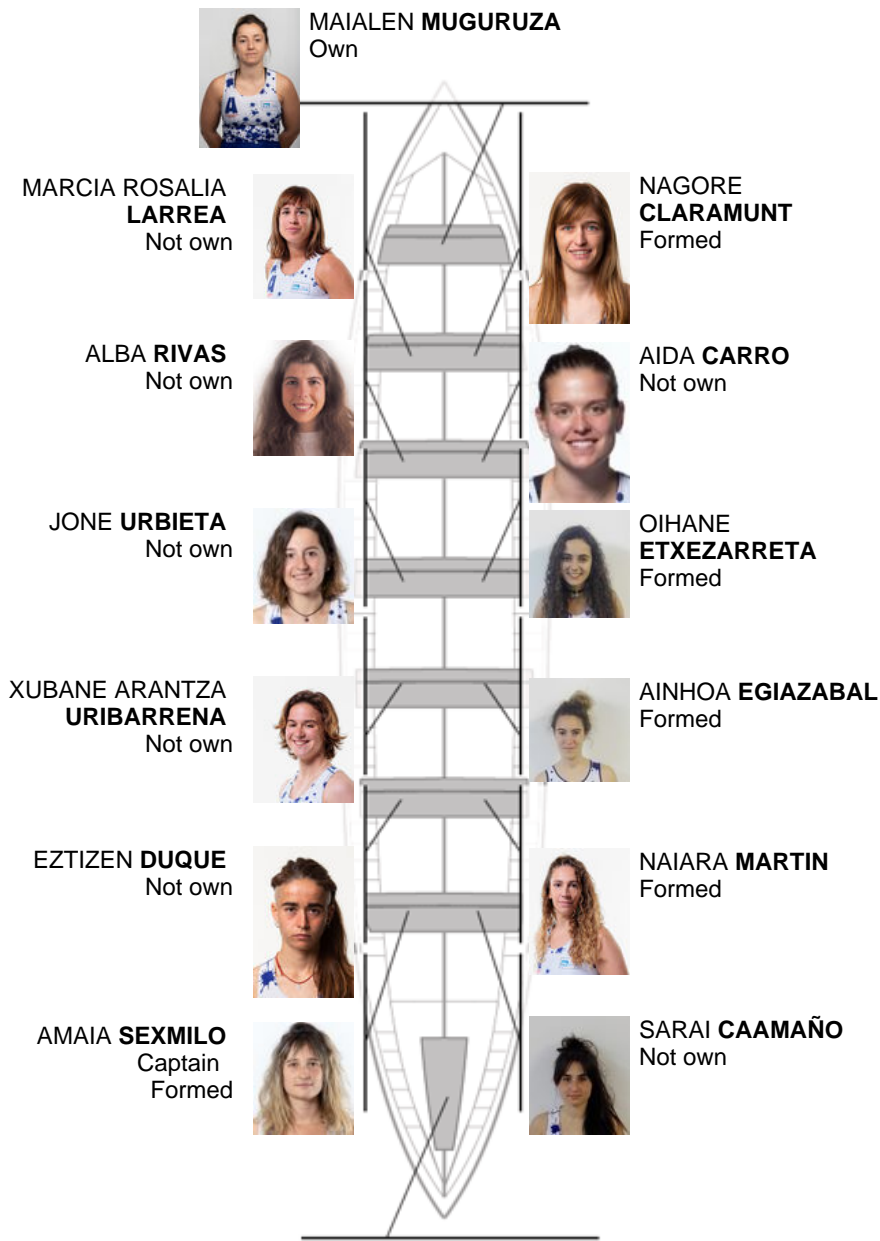 MAIALEN MUGURUZA
Own
MARCIA ROSALIA
LARREA
Not own
NAGORE
CLARAMUNT
Formed
ALBA RIVAS
Not own
AIDA CARRO
Not own
JONE URBIETA
Not own
OIHANE
ETXEZARRETA
Formed
XUBANE ARANTZA
URIBARRENA
Not own
AINHOA EGIAZABAL
Formed
EZTIZEN DUQUE
Not own
NAIARA MARTIN
Formed
AMAIA SEXMILO
Captain
Formed
SARAI CAAMAÑO
Not own